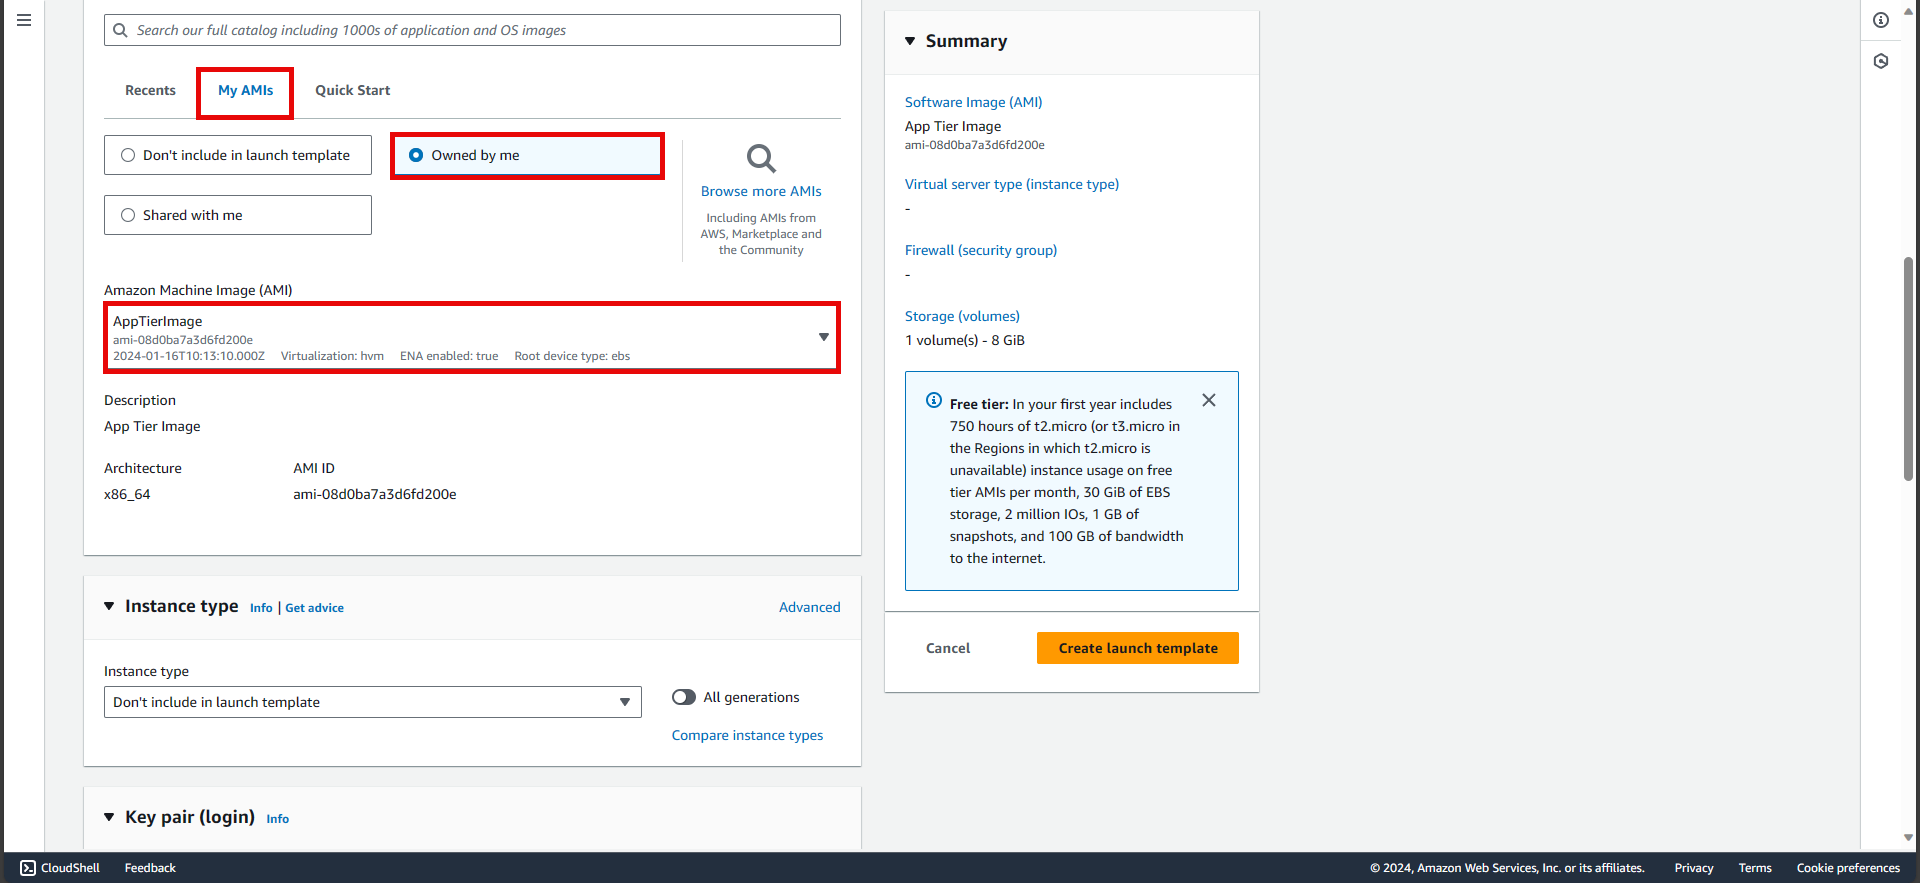 Search our full catalog including 1000s of application and OS images
Recents
My AMIs
Quick Start
Don't include in launch template
Owned by me
Shared with me
Browse more AMIs
Including AMIs from
AWS, Marketplace and
the Community
Amazon Machine Image (AMI)
AppTierImage
ami-08d0ba7a3d6fd200e
2024-01-16T10:13:10.000Z Virtualization: hvm ENA enabled: true Root device type: ebs
Description
App Tier Image
Architecture
AMI ID
x86_64
ami-08d0ba7a3d6fd200e
Instance type Info | Get advice
Advanced
Instance type
Don't include in launch template
All generations
Compare instance types
Key pair (login) Info
Summary
Software Image (AMI)
App Tier Image
ami-08d0ba7a3d6fd200e
Virtual server type (instance type)
-
Firewall (security group)
-
Storage (volumes)
1 volume(s) - 8 GiB
Free tier: In your first year includes
750 hours of t2.micro (or t3.micro in
the Regions in which t2.micro is
unavailable) instance usage on free
tier AMIs per month, 30 GiB of EBS
storage, 2 million IOs, 1 GB of
snapshots, and 100 GB of bandwidth
to the internet.
Cancel
Create launch template
CloudShell
Feedback
© 2024, Amazon Web Services, Inc. or its affiliates.
Privacy
Terms
Cookie preferences